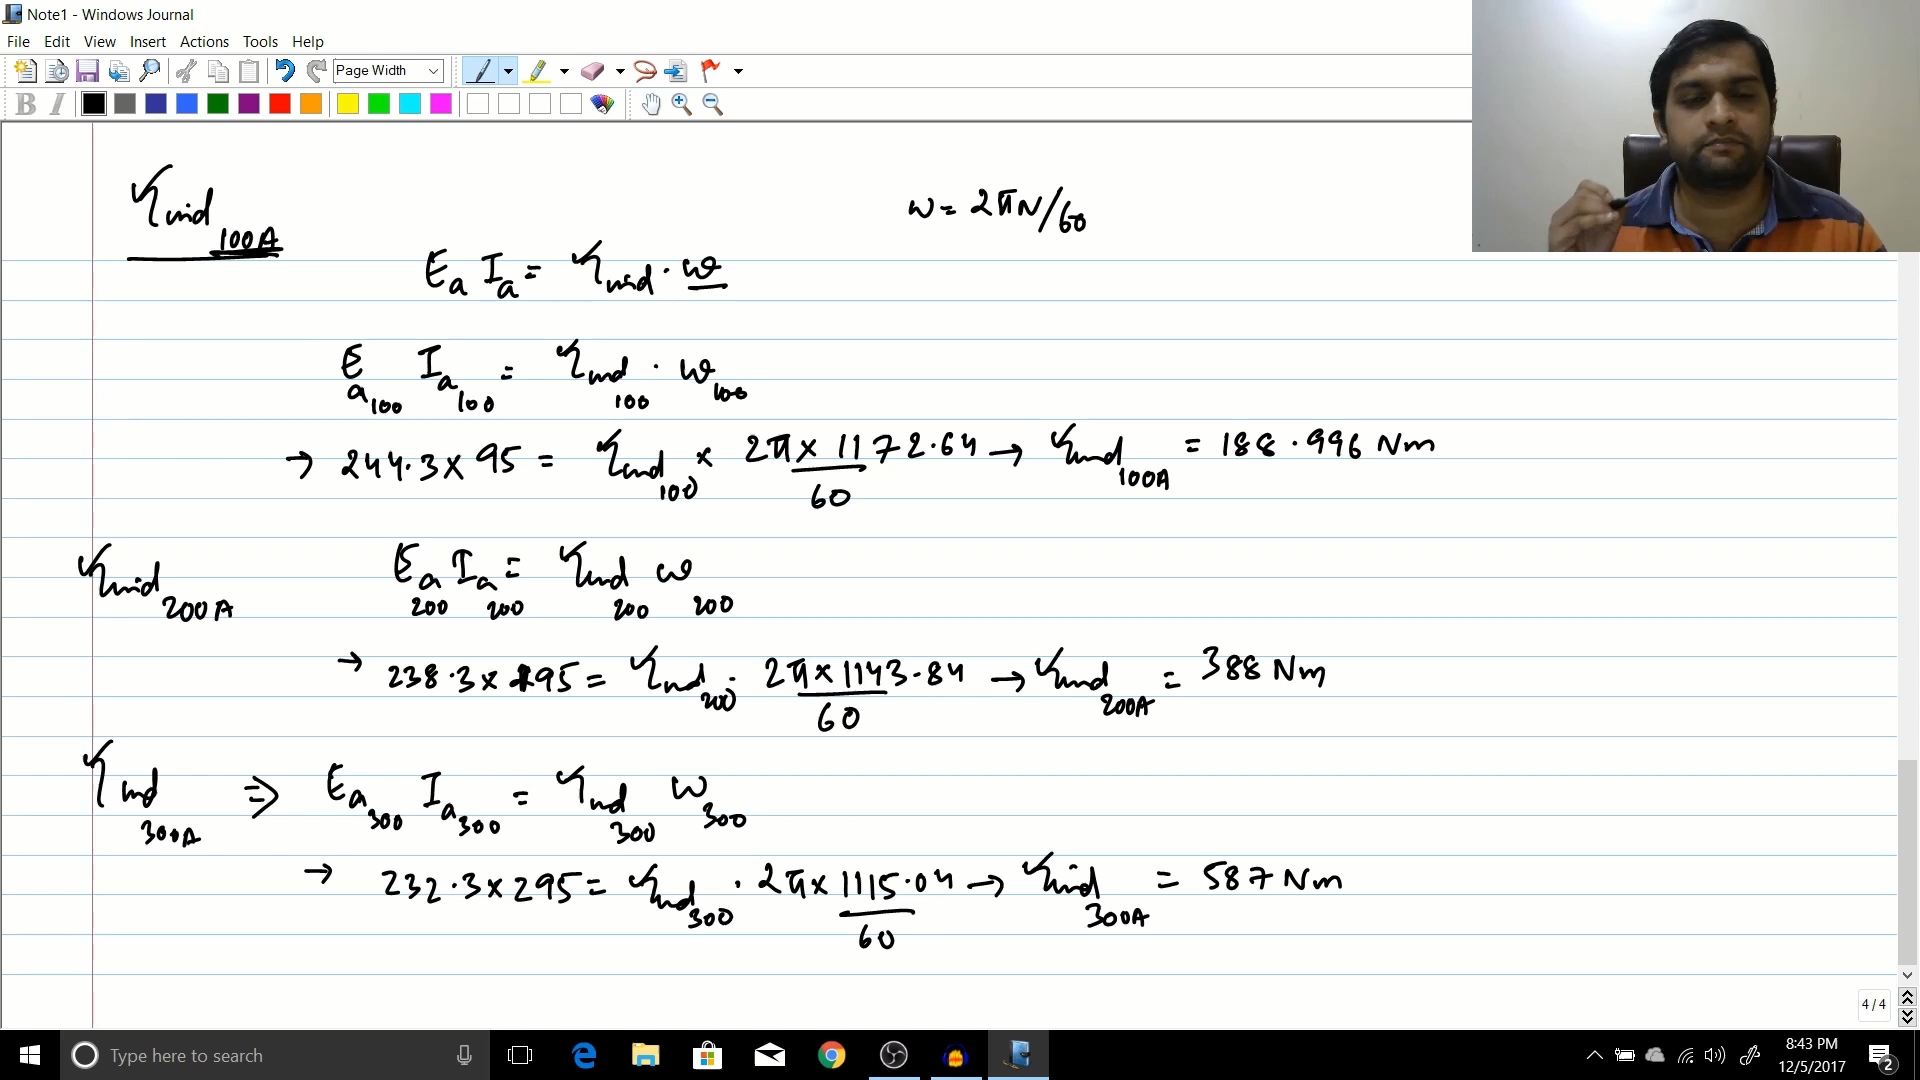 Note1 - Windows Journal
File Edit View Insert Actions Tools Help
Page Width
B I
τind 100A
ω = 2πN/60
Ea Ia = τind · ω
Ea100 Ia100 = τind100 · ω100
→ 244.3 × 95 = τind100 × 2π × 1172.64 / 60 → τind100A = 188.996 Nm
τind200A Ea200 Ia200 = τind200 ω200
→ 238.3 × 195 = τind200 · 2π × 1143.84 / 60 → τind200A = 388 Nm
τind300A ⇒ Ea300 Ia300 = τind300 ω300
→ 232.3 × 295 = τind300 · 2π × 1115.04 / 60 → τind300A = 587 Nm
4 / 4
Type here to search
8:43 PM
12/5/2017
2